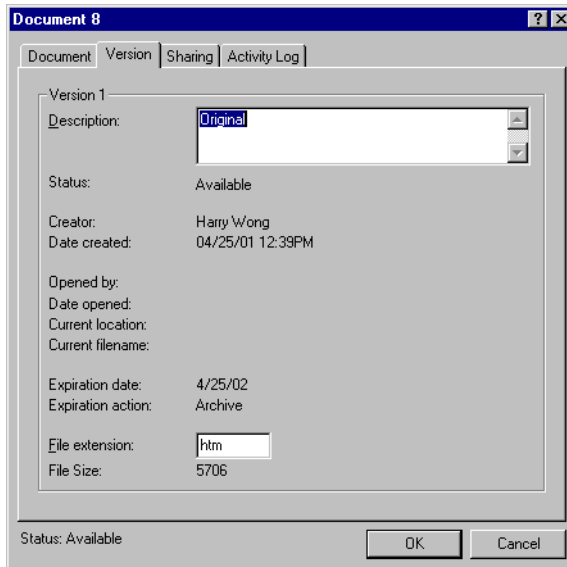 Document 8
Document Version Sharing Activity Log
Version 1
Description: Original
Status: Available
Creator: Harry Wong
Date created: 04/25/01 12:39PM
Opened by:
Date opened:
Current location:
Current filename:
Expiration date: 4/25/02
Expiration action: Archive
File extension: htm
File Size: 5706
Status: Available OK Cancel